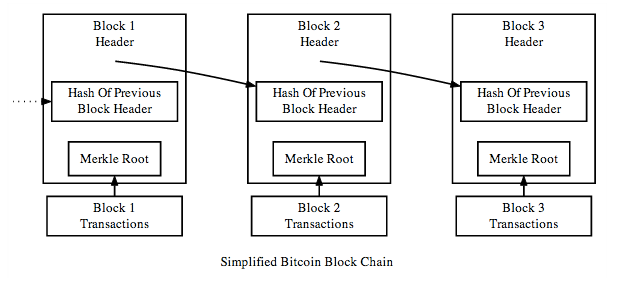 Block 1
Header
Hash Of Previous
Block Header
Merkle Root
Block 1
Transactions
Block 2
Header
Hash Of Previous
Block Header
Merkle Root
Block 2
Transactions
Block 3
Header
Hash Of Previous
Block Header
Merkle Root
Block 3
Transactions
Simplified Bitcoin Block Chain